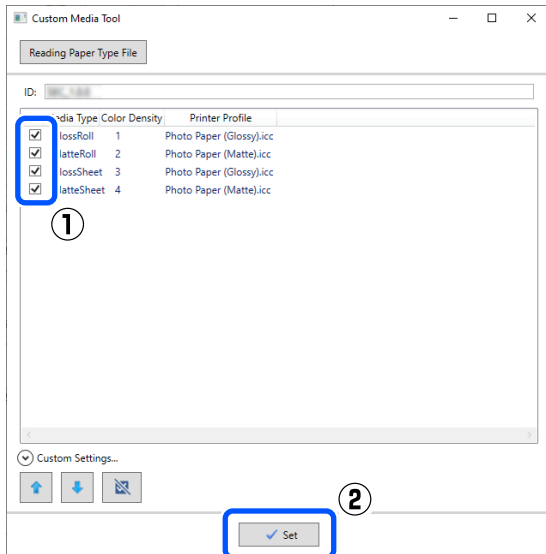 Custom Media Tool
Reading Paper Type File
ID:
edia Type Color Density Printer Profile
lossRoll 1 Photo Paper (Glossy).icc
latteRoll 2 Photo Paper (Matte).icc
lossSheet 3 Photo Paper (Glossy).icc
latteSheet 4 Photo Paper (Matte).icc
①
Custom Settings...
②
Set